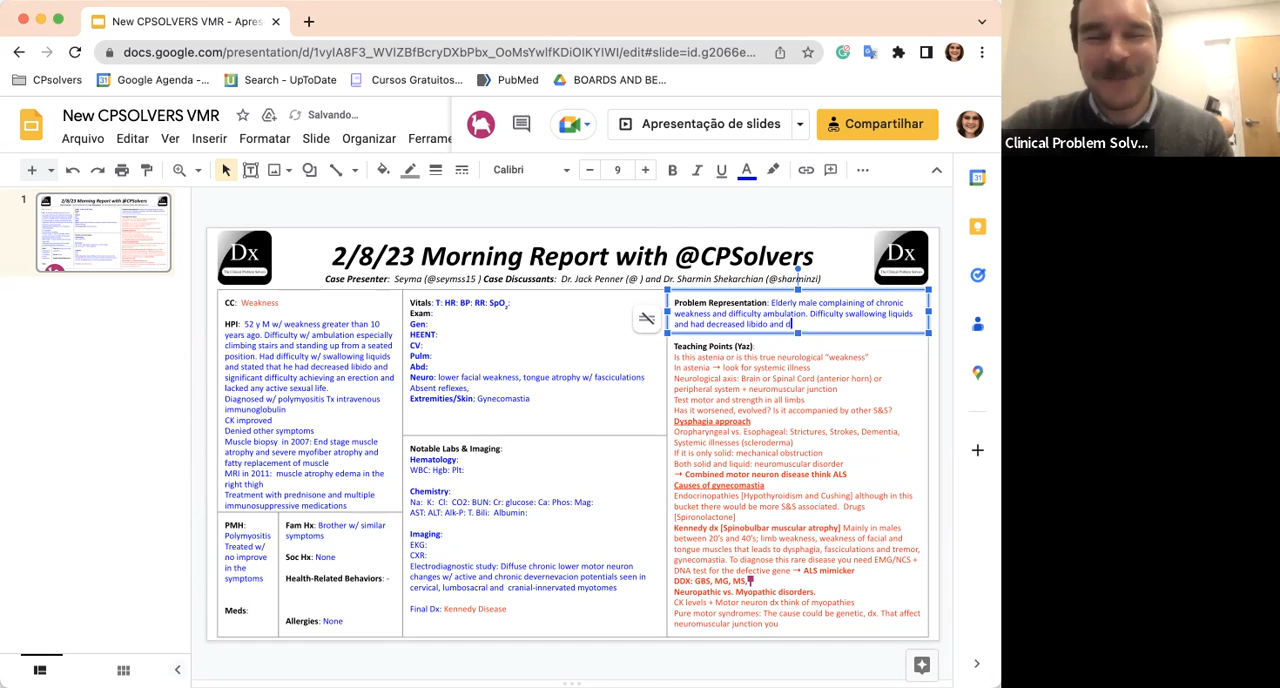 New CPSOLVERS VMR - Apres
docs.google.com/presentation/d/1vyIA8F3_WVIZBfBcryDXbPbx_OoMsYwIfKDiOIKYIWI/edit#slide=id.g2066e...
CPsolvers
Google Agenda -...
Search - UpToDate
Cursos Gratuitos...
PubMed
BOARDS AND BE...
New CPSOLVERS VMR
Salvando...
Arquivo Editar Ver Inserir Formatar Slide Organizar Ferrame
Apresentação de slides
Compartilhar
Calibri
9
1
Dx
The Clinical Problem Solvers
2/8/23 Morning Report with @CPSolvers
Case Presenter: Seyma (@seymss15 ) Case Discussants: Dr. Jack Penner (@ ) and Dr. Sharmin Shekarchian (@sharminzi)
Dx
The Clinical Problem Solvers
CC: Weakness
HPI: 52 y M w/ weakness greater than 10
years ago. Difficulty w/ ambulation especially
climbing stairs and standing up from a seated
position. Had difficulty w/ swallowing liquids
and stated that he had decreased libido and
significant difficulty achieving an erection and
lacked any active sexual life.
Diagnosed w/ polymyositis Tx intravenous
immunoglobulin
CK improved
Denied other symptoms
Muscle biopsy in 2007: End stage muscle
atrophy and severe myofiber atrophy and
fatty replacement of muscle
MRI in 2011: muscle atrophy edema in the
right thigh
Treatment with prednisone and multiple
immunosuppressive medications
PMH:
Polymyositis
Treated w/
no improve
in the
symptoms
Meds:
Fam Hx: Brother w/ similar
symptoms
Soc Hx: None
Health-Related Behaviors: -
Allergies: None
Vitals: T: HR: BP: RR: SpO2:
Exam:
Gen:
HEENT:
CV:
Pulm:
Abd:
Neuro: lower facial weakness, tongue atrophy w/ fasciculations
Absent reflexes,
Extremities/Skin: Gynecomastia
Notable Labs & Imaging:
Hematology:
WBC: Hgb: Plt:
Chemistry:
Na: K: Cl: CO2: BUN: Cr: glucose: Ca: Phos: Mag:
AST: ALT: Alk-P: T. Bili: Albumin:
Imaging:
EKG:
CXR:
Electrodiagnostic study: Diffuse chronic lower motor neuron
changes w/ active and chronic dervernevacion potentials seen in
cervical, lumbosacral and cranial-innervated myotomes
Final Dx: Kennedy Disease
Problem Representation: Elderly male complaining of chronic
weakness and difficulty ambulation. Difficulty swallowing liquids
and had decreased libido and d
Teaching Points (Yaz):
Is this astenia or is this true neurological "weakness"
In astenia → look for systemic illness
Neurological axis: Brain or Spinal Cord (anterior horn) or
peripheral system + neuromuscular junction
Test motor and strength in all limbs
Has it worsened, evolved? Is it accompanied by other S&S?
Dysphagia approach
Oropharyngeal vs. Esophageal: Strictures, Strokes, Dementia,
Systemic illnesses (scleroderma)
If it is only solid: mechanical obstruction
Both solid and liquid: neuromuscular disorder
→ Combined motor neuron disease think ALS
Causes of gynecomastia
Endocrinopathies [Hypothyroidism and Cushing] although in this
bucket there would be more S&S associated. Drugs
[Spironolactone]
Kennedy dx [Spinobulbar muscular atrophy] Mainly in males
between 20's and 40's; limb weakness, weakness of facial and
tongue muscles that leads to dysphagia, fasciculations and tremor,
gynecomastia. To diagnose this rare disease you need EMG/NCS +
DNA test for the defective gene → ALS mimicker
DDX: GBS, MG, MS,
Neuropathic vs. Myopathic disorders.
CK levels + Motor neuron dx think of myopathies
Pure motor syndromes: The cause could be genetic, dx. That affect
neuromuscular junction you
Clinical Problem Solv...